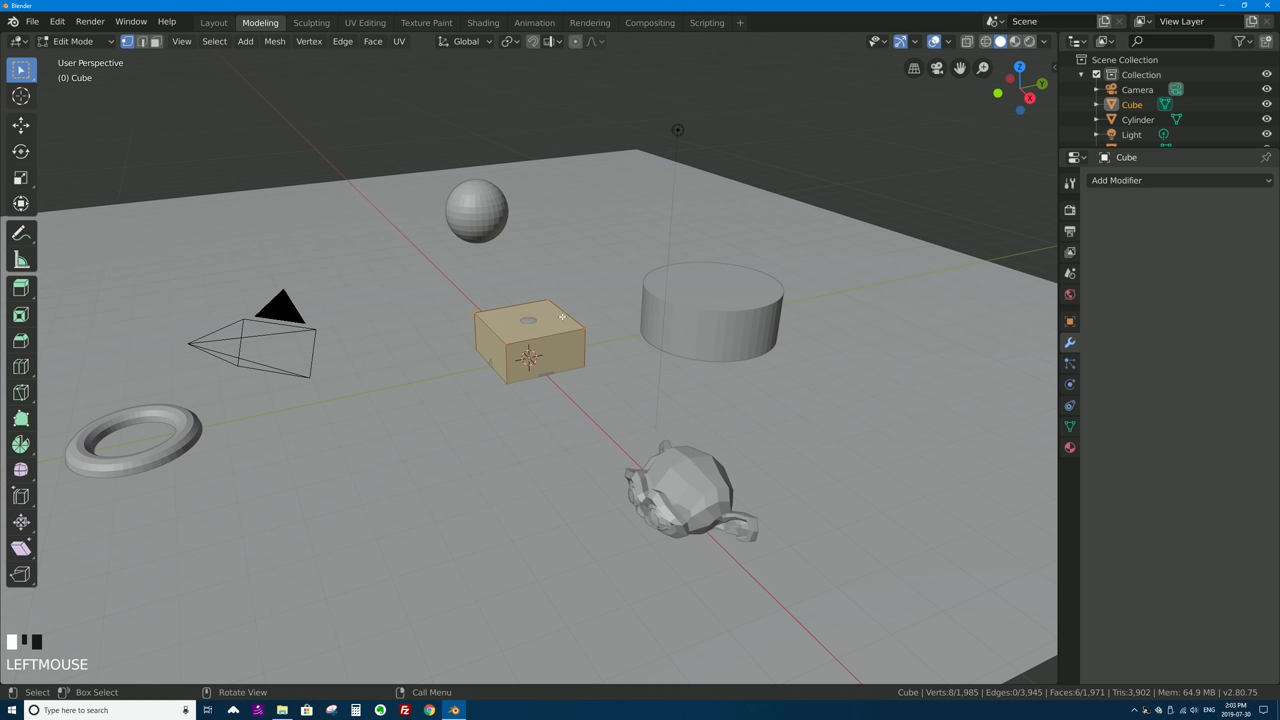 Blender
File Edit Render Window Help Layout Modeling Sculpting UV Editing Texture Paint Shading Animation Rendering Compositing Scripting + Scene View Layer
Edit Mode View Select Add Mesh Vertex Edge Face UV Global
User Perspective
(0) Cube
Z
Y
X
Scene Collection
Collection
Camera
Cube
Cylinder
Light
Cube
Add Modifier
LEFTMOUSE
Select Box Select Rotate View Call Menu Cube | Verts:8/1,985 | Edges:0/3,945 | Faces:6/1,971 | Tris:3,902 | Mem: 64.9 MB | v2.80.75
Type here to search ENG 2:03 PM
2019-07-30